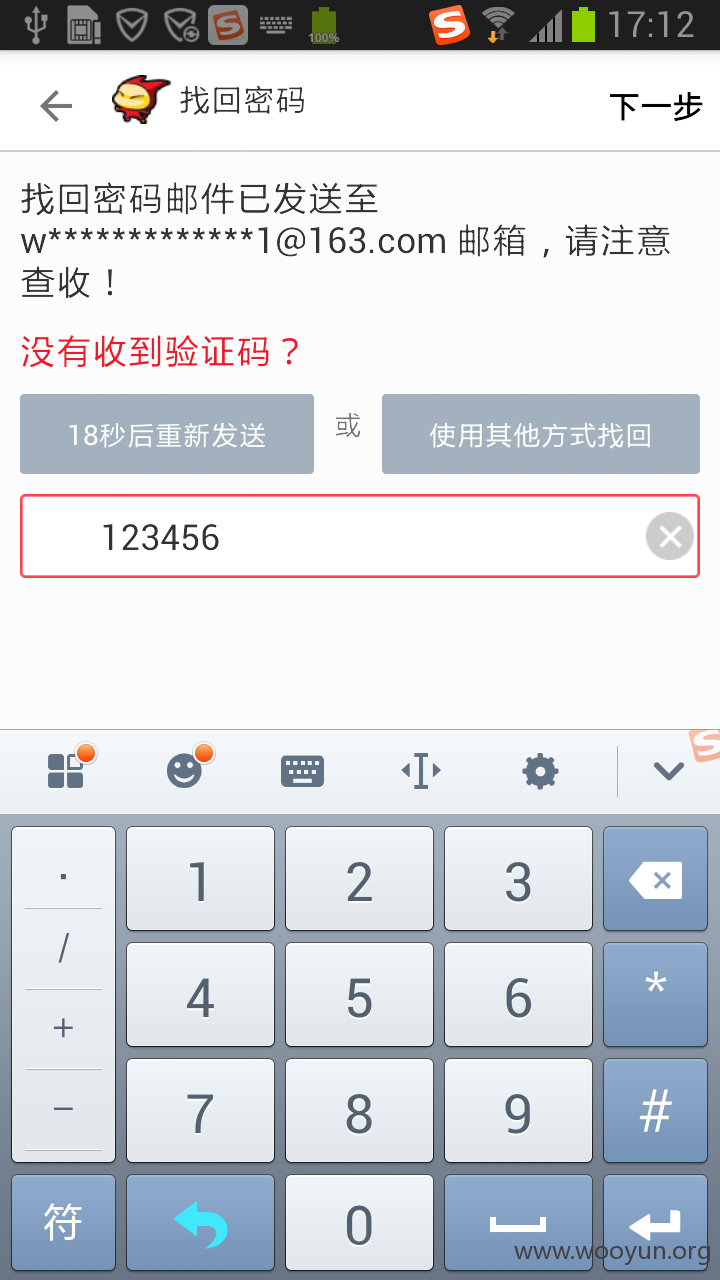 100%
17:12
找回密码
下一步
找回密码邮件已发送至
w*************1@163.com 邮箱，请注意
查收！
没有收到验证码？
18秒后重新发送
或
使用其他方式找回
123456
.
1
2
3
/
4
5
6
*
+
7
8
9
#
-
符
0
www.wooyun.org